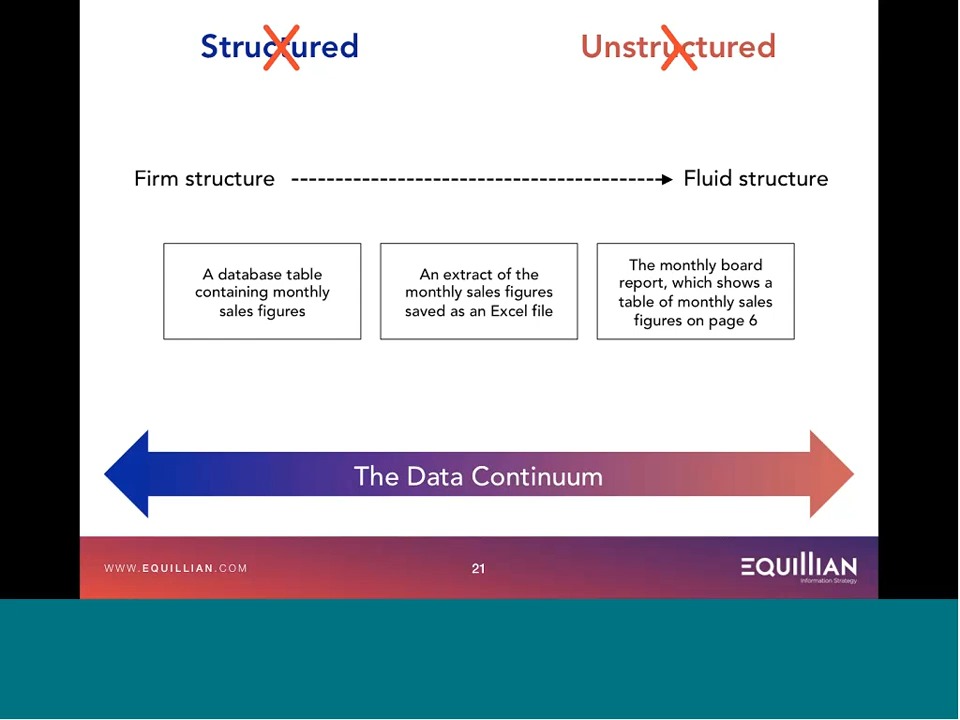 Structured
Unstructured
Firm structure
Fluid structure
A database table
containing monthly
sales figures
An extract of the
monthly sales figures
saved as an Excel file
The monthly board
report, which shows a
table of monthly sales
figures on page 6
The Data Continuum
WWW.EQUILLIAN.COM
21
EQUILLIAN
Information Strategy